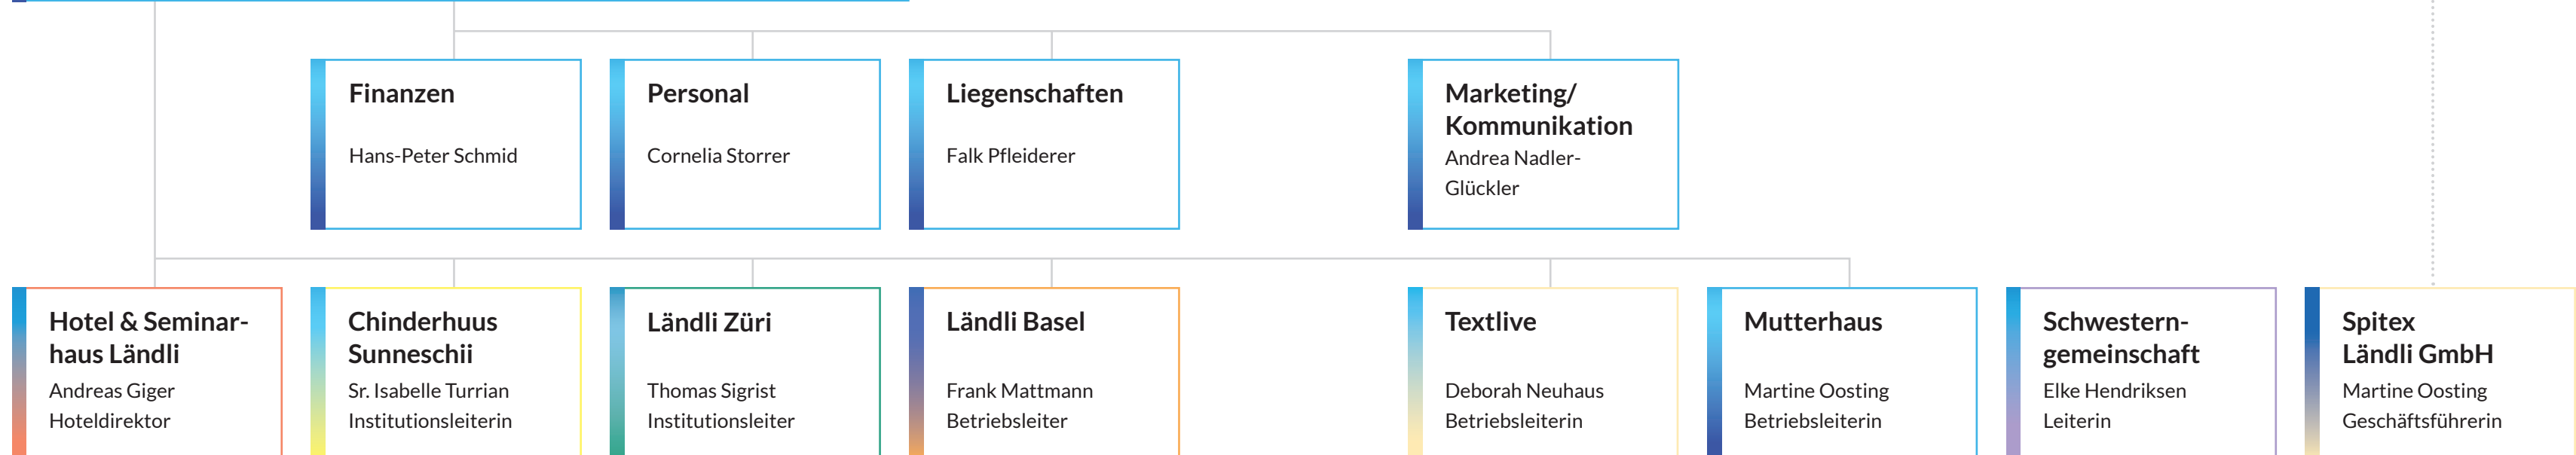 Finanzen
Hans-Peter Schmid
Personal
Cornelia Storrer
Liegenschaften
Falk Pfleiderer
Marketing/
Kommunikation
Andrea Nadler-
Glückler
Hotel & Seminar-
haus Ländli
Andreas Giger
Hoteldirektor
Chinderhuus
Sunneschii
Sr. Isabelle Turrian
Institutionsleiterin
Ländli Züri
Thomas Sigrist
Institutionsleiter
Ländli Basel
Frank Mattmann
Betriebsleiter
Textlive
Deborah Neuhaus
Betriebsleiterin
Mutterhaus
Martine Oosting
Betriebsleiterin
Schwestern-
gemeinschaft
Elke Hendriksen
Leiterin
Spitex
Ländli GmbH
Martine Oosting
Geschäftsführerin